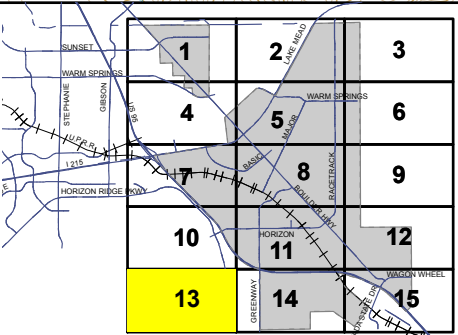 SUNSET
WARM SPRINGS
STEPHANIE
GIBSON
US 95
U.P.R.R.
I 215
HORIZON RIDGE PKWY
1
2
LAKE MEAD
3
4
5
WARM SPRINGS
MAJOR
6
7
BASIC
8
RACETRACK
BOULDER HWY
9
10
HORIZON
11
12
WAGON WHEEL
13
GREENWAY
14
STATE DR
15